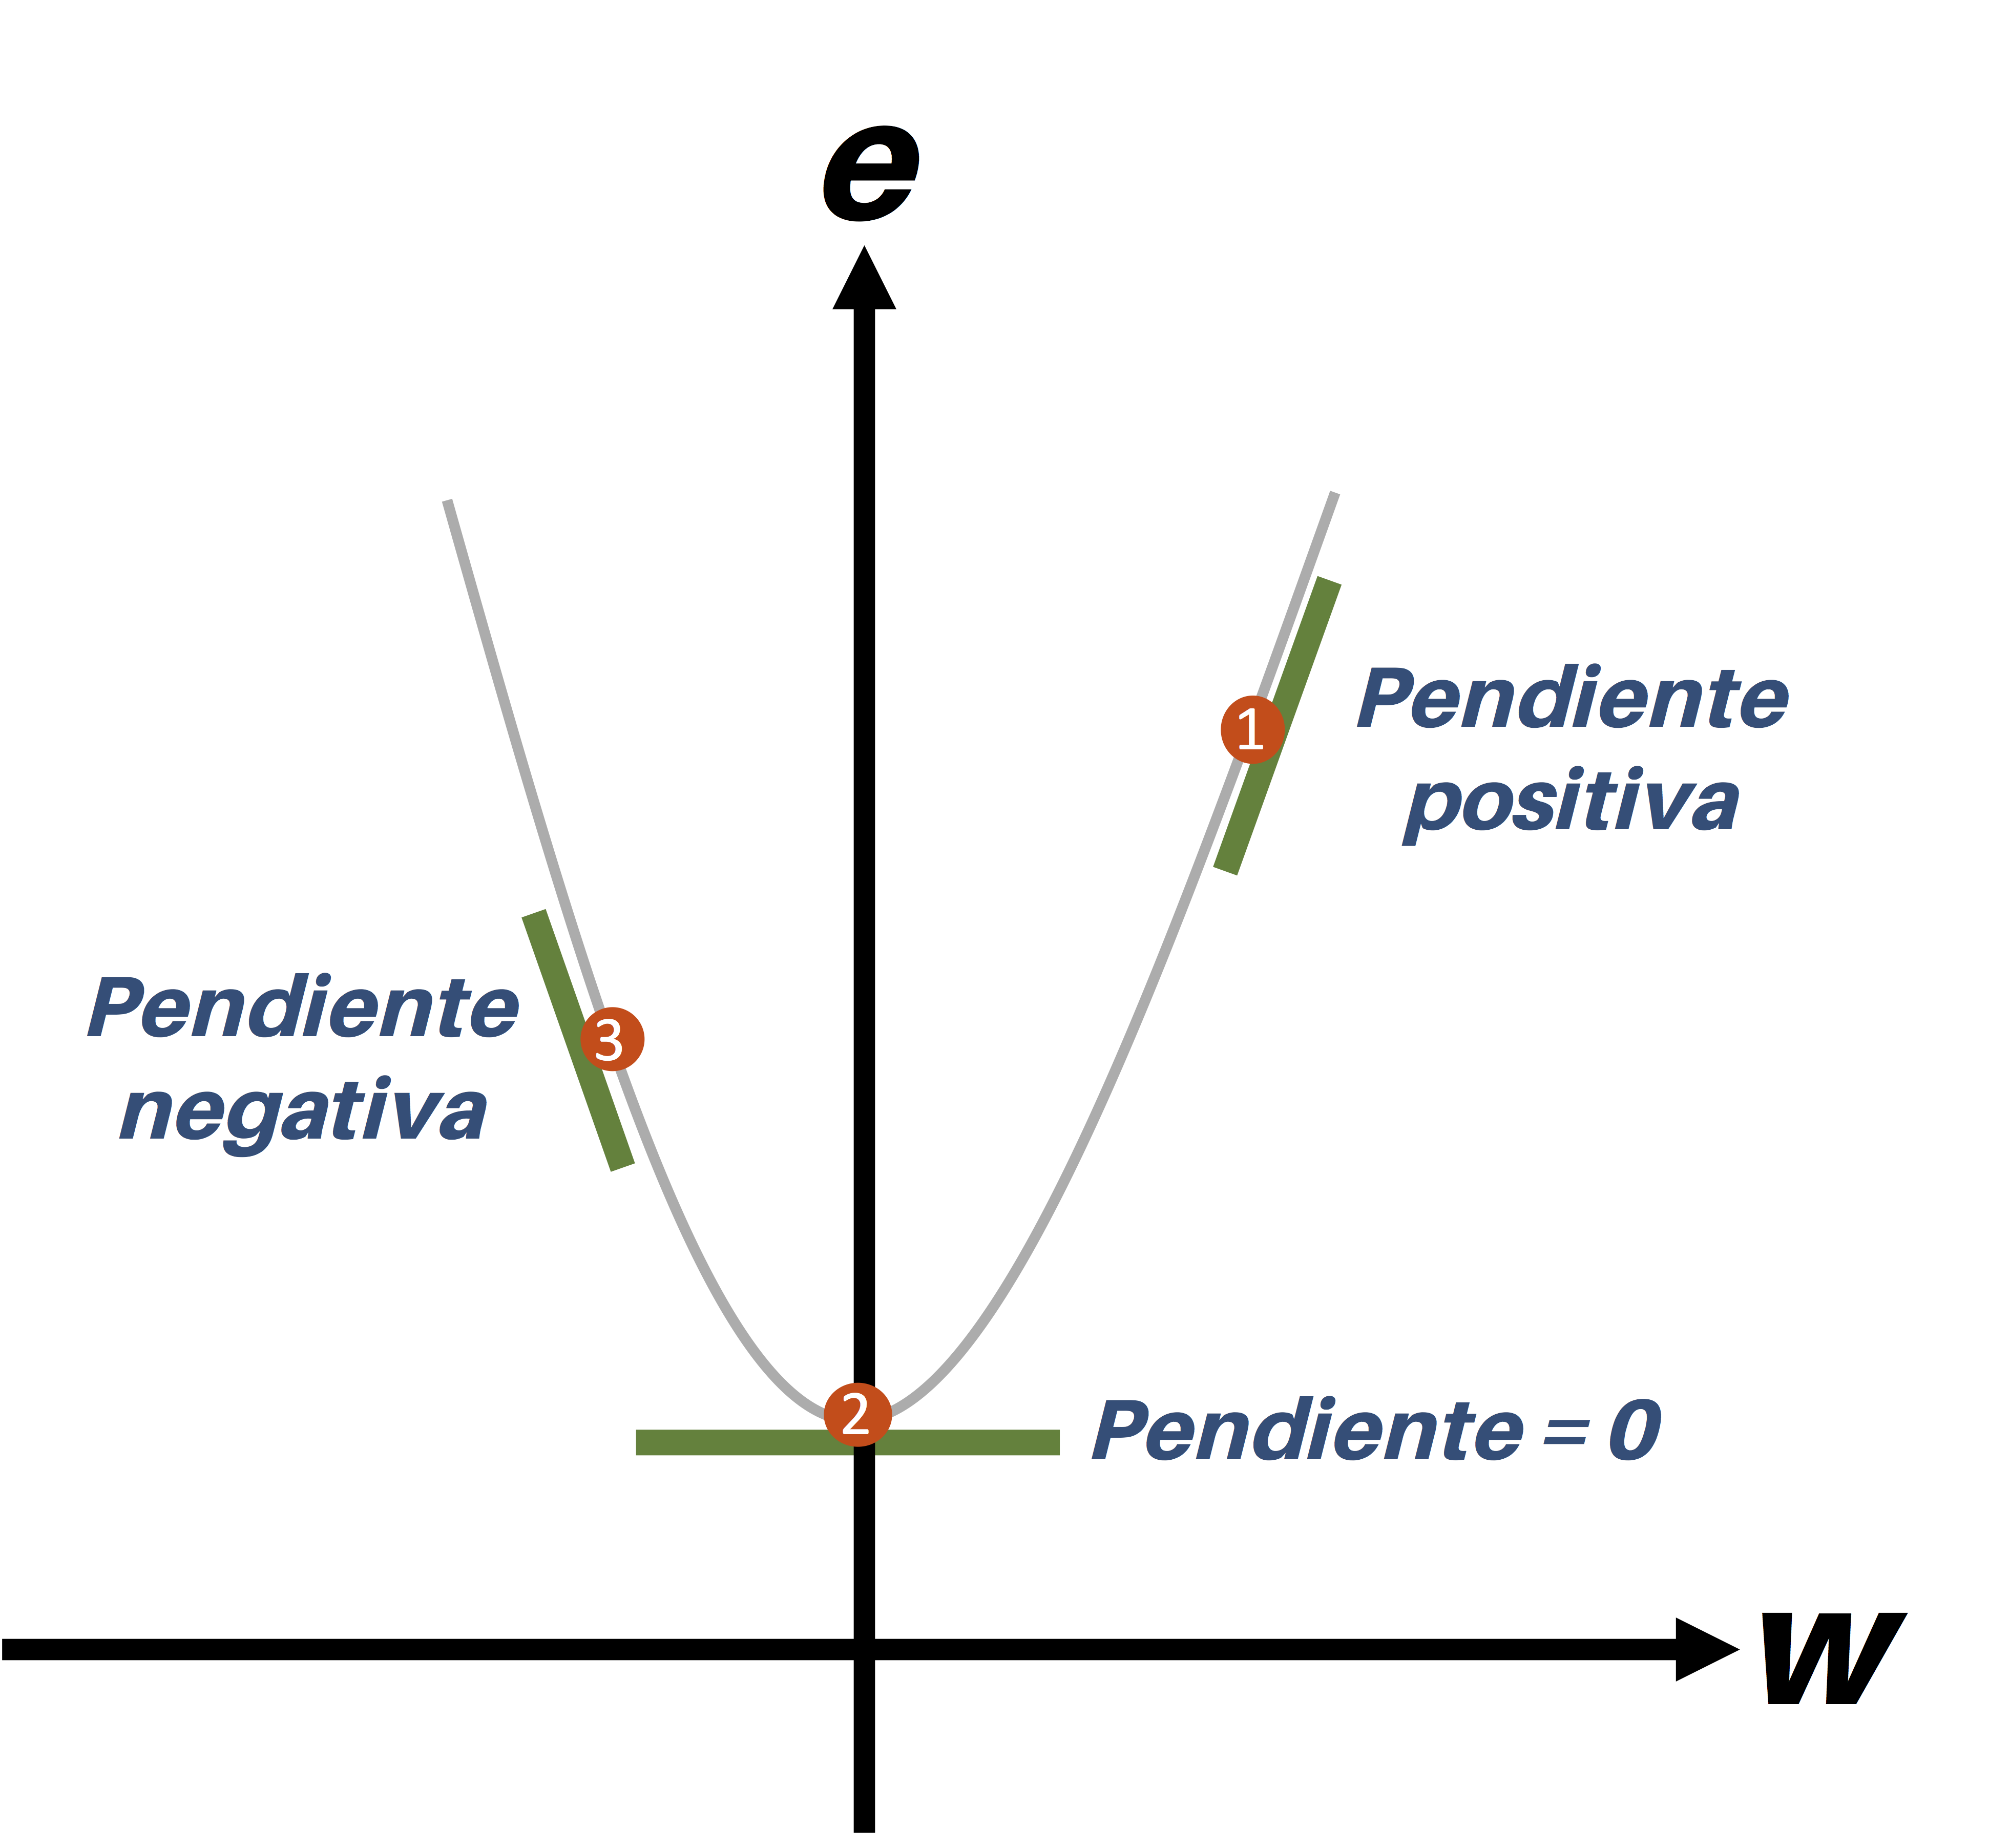 e
1
Pendiente
positiva
3
Pendiente
negativa
2
Pendiente = 0
w